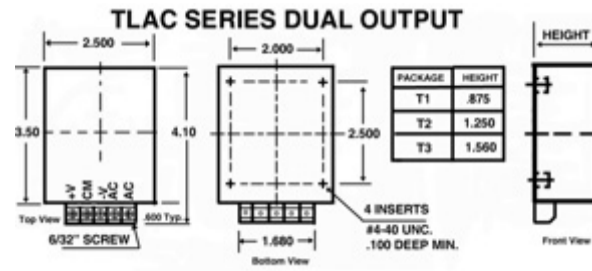 TLAC SERIES DUAL OUTPUT
2.500
3.50
4.10
+V
CM
-V
AC
AC
Top View
.600 Typ.
6/32" SCREW
2.000
2.500
4 INSERTS
#4-40 UNC.
.100 DEEP MIN.
1.680
Bottom View
PACKAGE HEIGHT
T1 .875
T2 1.250
T3 1.560
HEIGHT
Front View